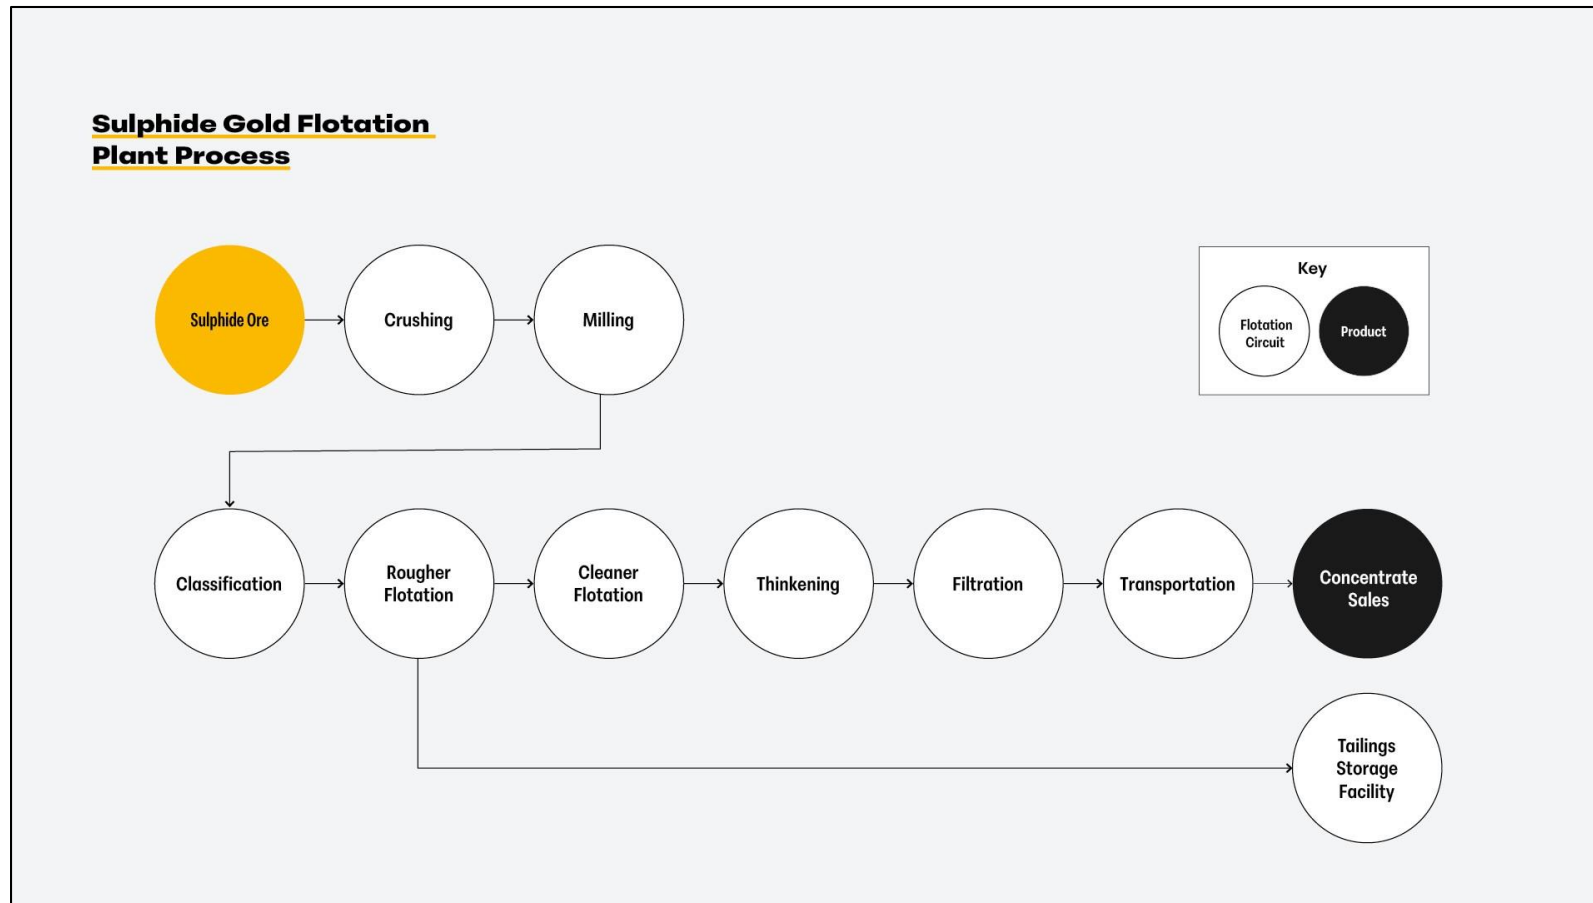 Sulphide Gold Flotation
Plant Process
Sulphide Ore
Crushing
Milling
Key
Flotation
Circuit
Product
Classification
Rougher
Flotation
Cleaner
Flotation
Thinkening
Filtration
Transportation
Concentrate
Sales
Tailings
Storage
Facility